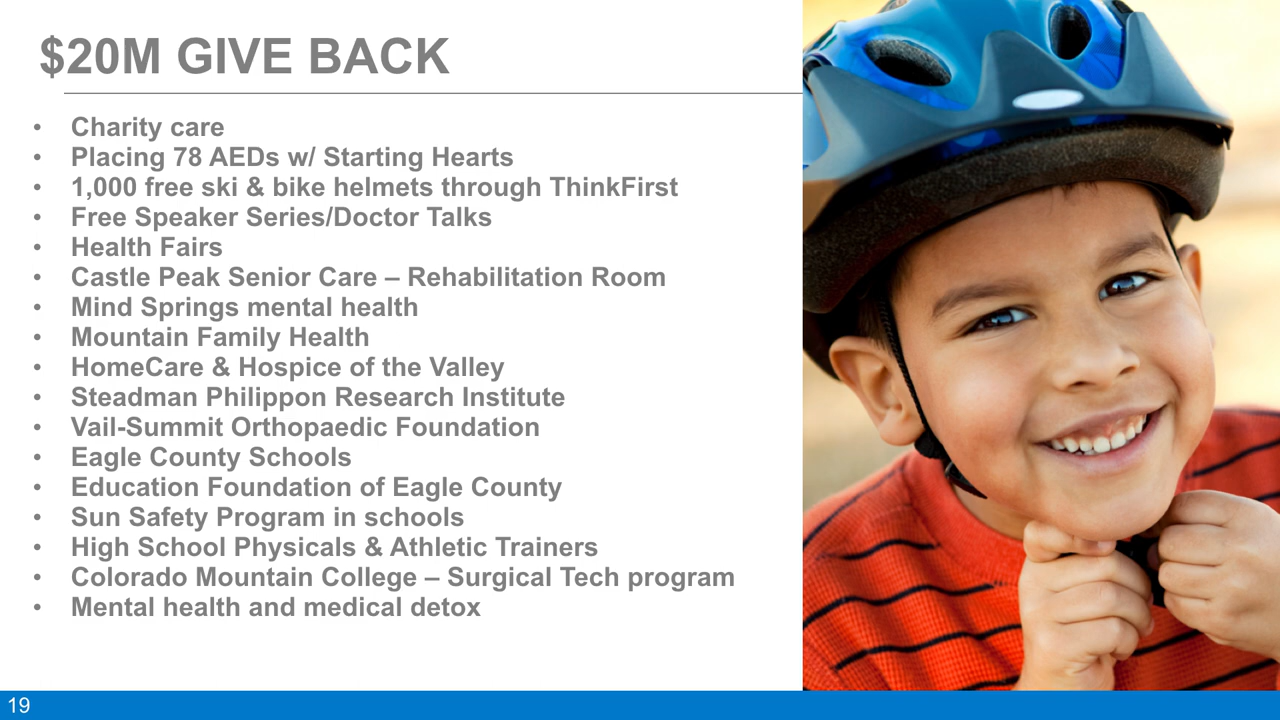 $20M GIVE BACK
• Charity care
• Placing 78 AEDs w/ Starting Hearts
• 1,000 free ski & bike helmets through ThinkFirst
• Free Speaker Series/Doctor Talks
• Health Fairs
• Castle Peak Senior Care – Rehabilitation Room
• Mind Springs mental health
• Mountain Family Health
• HomeCare & Hospice of the Valley
• Steadman Philippon Research Institute
• Vail-Summit Orthopaedic Foundation
• Eagle County Schools
• Education Foundation of Eagle County
• Sun Safety Program in schools
• High School Physicals & Athletic Trainers
• Colorado Mountain College – Surgical Tech program
• Mental health and medical detox
19